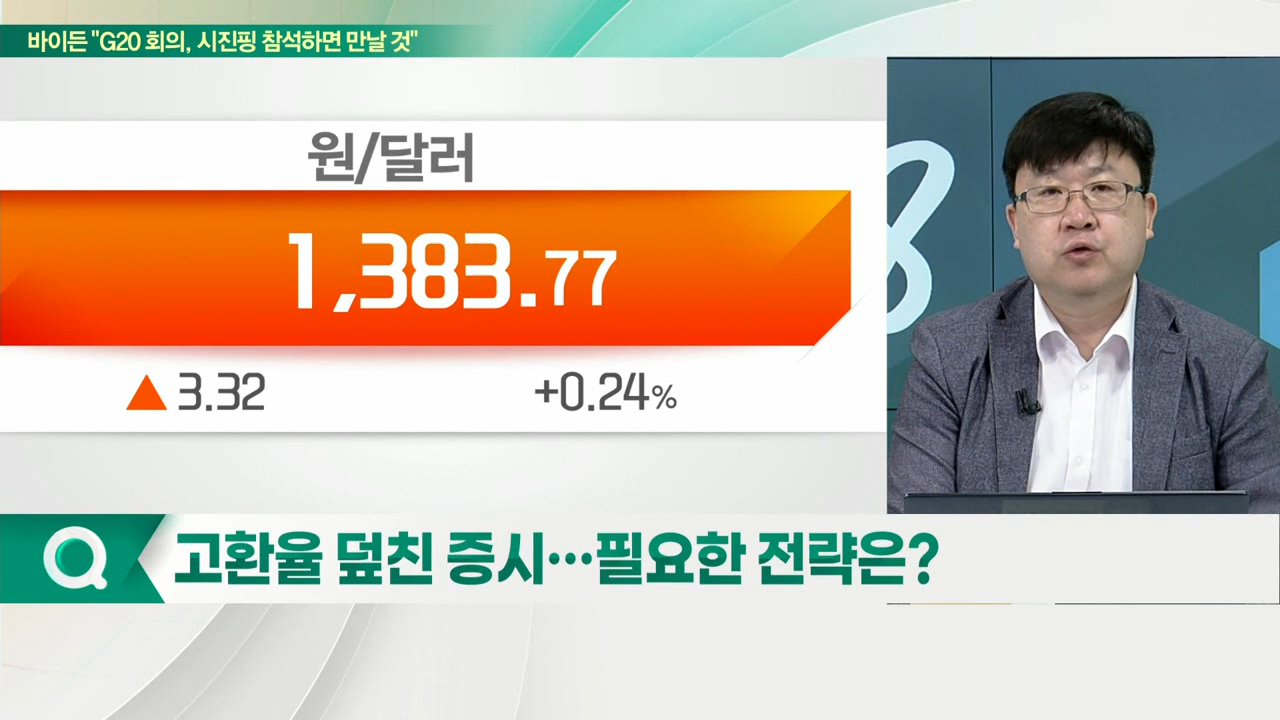 바이든 "G20 회의, 시진핑 참석하면 만날 것"
원/달러
1,383.77
▲ 3.32 +0.24%
Q 고환율 덮친 증시…필요한 전략은?